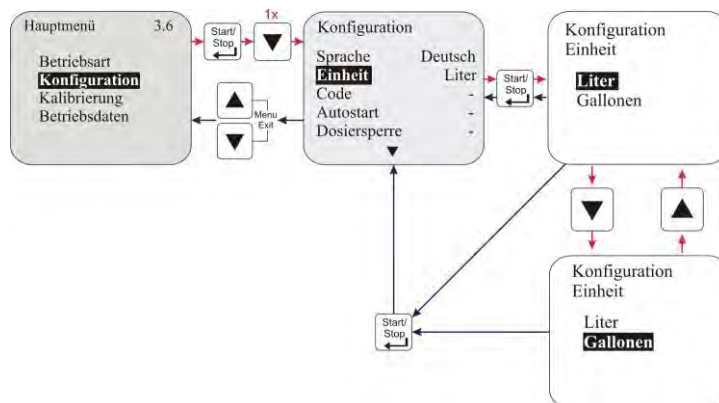 Hauptmenü 3.6
Betriebsart
Konfiguration
Kalibrierung
Betriebsdaten
Start/
Stop
1x
Menu
Exit
Konfiguration
Sprache Deutsch
Einheit Liter
Code -
Autostart -
Dosiersperre -
Start/
Stop
Konfiguration
Einheit
Liter
Gallonen
Start/
Stop
Konfiguration
Einheit
Liter
Gallonen